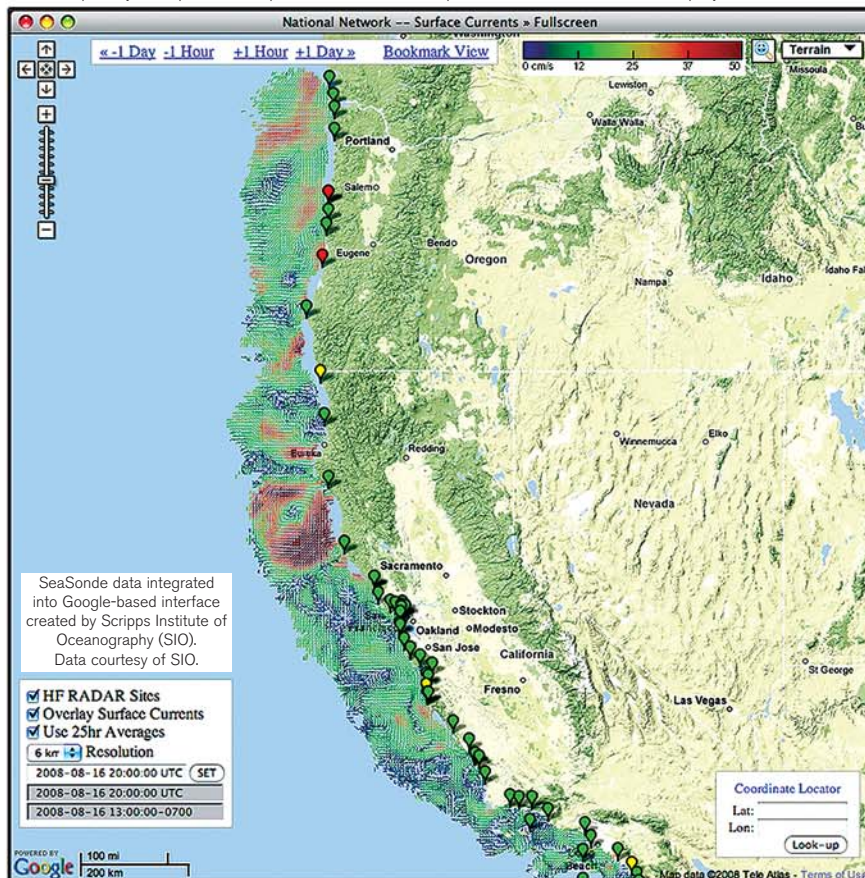 National Network -- Surface Currents » Fullscreen
« -1 Day -1 Hour +1 Hour +1 Day » Bookmark View
0 cm/s 12 25 37 50
Terrain
Washington
Missoula
Lewiston
Walla Walla
Portland
Salem
Eugene
Bend
Oregon
Idaho
Idaho Fal
Nampa
Eureka
Redding
Winnemucca
Elko
Nevada
Sacramento
Stockton
Oakland
Modesto
San Jose
California
Fresno
St George
Las Vegas
Beach
SeaSonde data integrated
into Google-based interface
created by Scripps Institute of
Oceanography (SIO).
Data courtesy of SIO.
HF RADAR Sites
Overlay Surface Currents
Use 25hr Averages
6 km Resolution
2008-08-16 20:00:00 UTC SET
2008-08-16 20:00:00 UTC
2008-08-16 13:00:00-0700
Coordinate Locator
Lat:
Lon:
Look-up
POWERED BY
Google
100 mi
200 km
Map data ©2008 Tele Atlas - Terms of Use